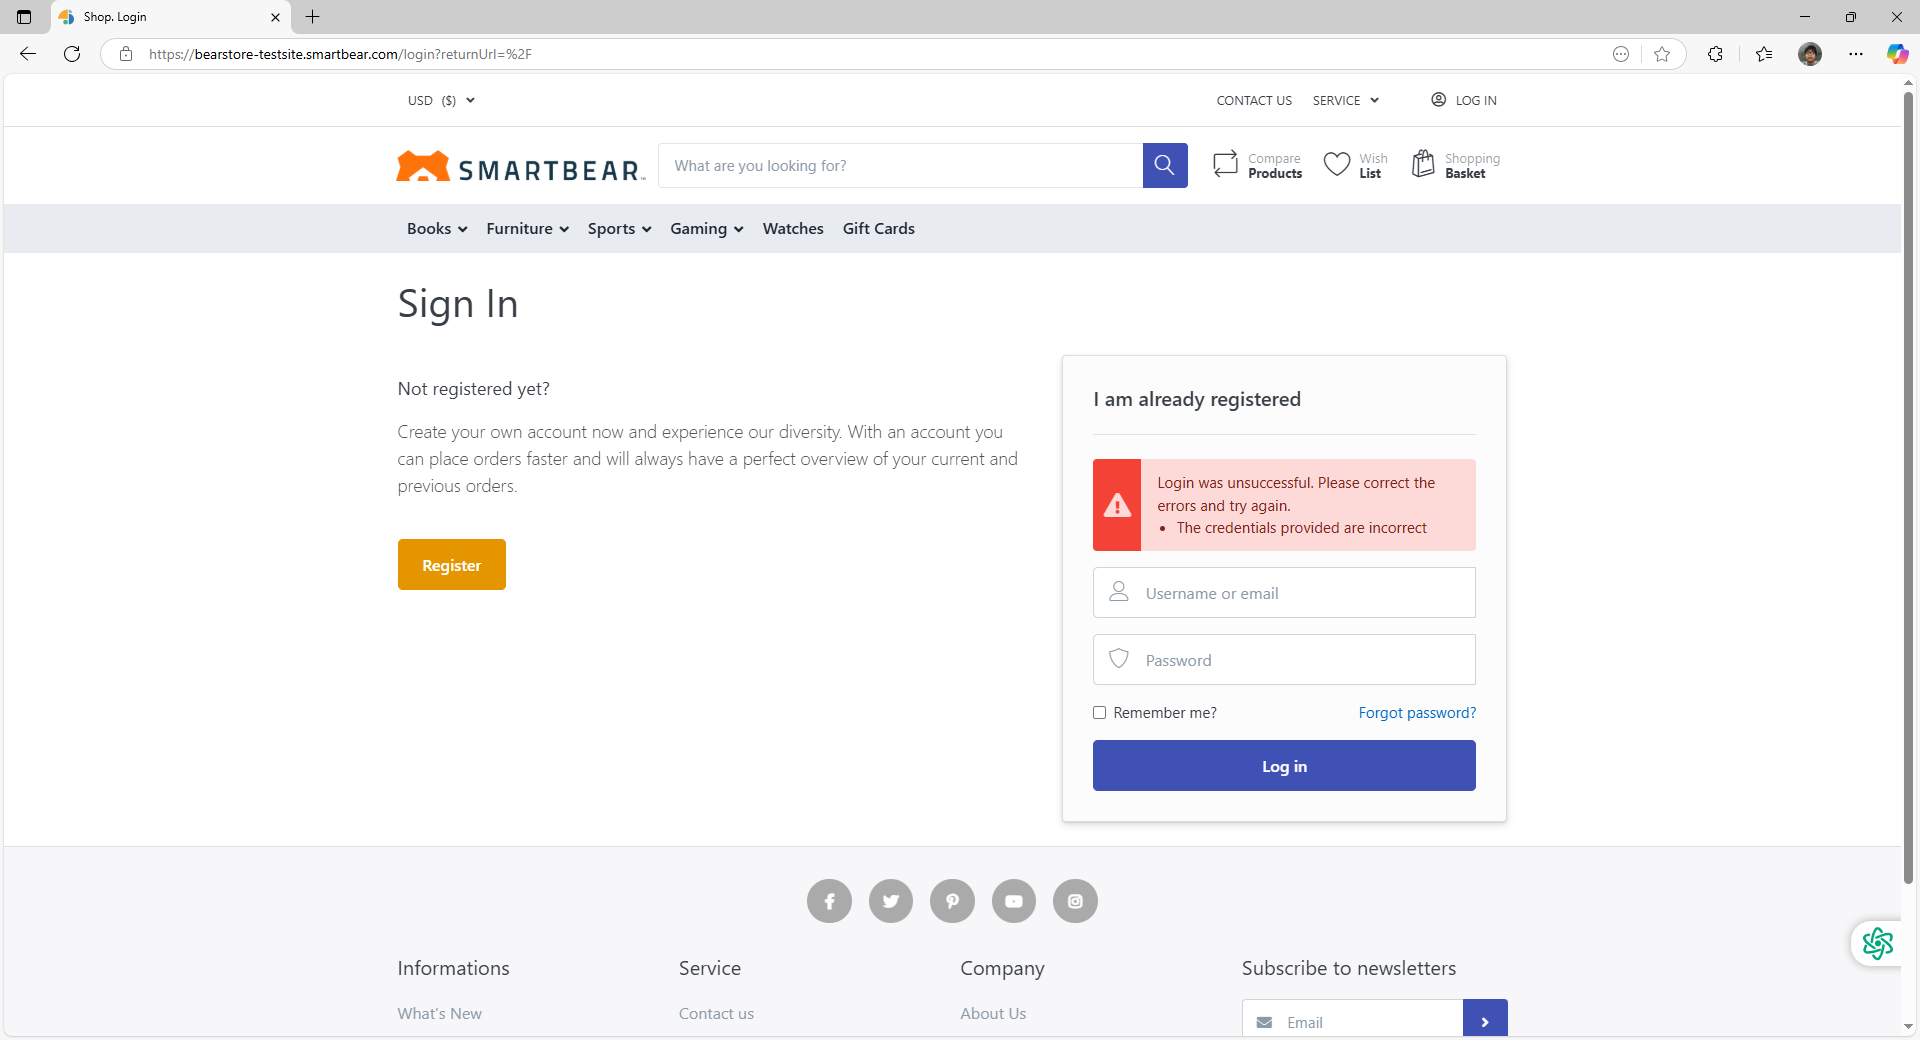 Shop. Login
https://bearstore-testsite.smartbear.com/login?returnUrl=%2F
USD ($)
CONTACT US
SERVICE
LOG IN
SMARTBEAR
What are you looking for?
Compare
Products
Wish
List
Shopping
Basket
Books
Furniture
Sports
Gaming
Watches
Gift Cards
Sign In
Not registered yet?
Create your own account now and experience our diversity. With an account you
can place orders faster and will always have a perfect overview of your current and
previous orders.
Register
I am already registered
Login was unsuccessful. Please correct the
errors and try again.
• The credentials provided are incorrect
Username or email
Password
Remember me?
Forgot password?
Log in
Informations
Service
Company
Subscribe to newsletters
What's New
Contact us
About Us
Email